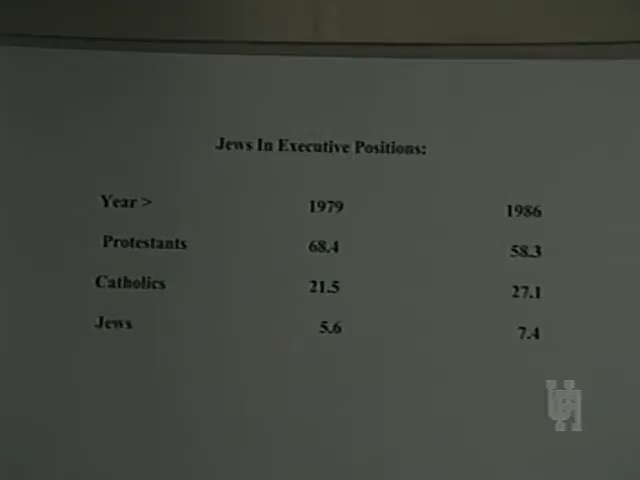 Jews In Executive Positions:
Year > 1979 1986
Protestants 68.4 58.3
Catholics 21.5 27.1
Jews 5.6 7.4
UH